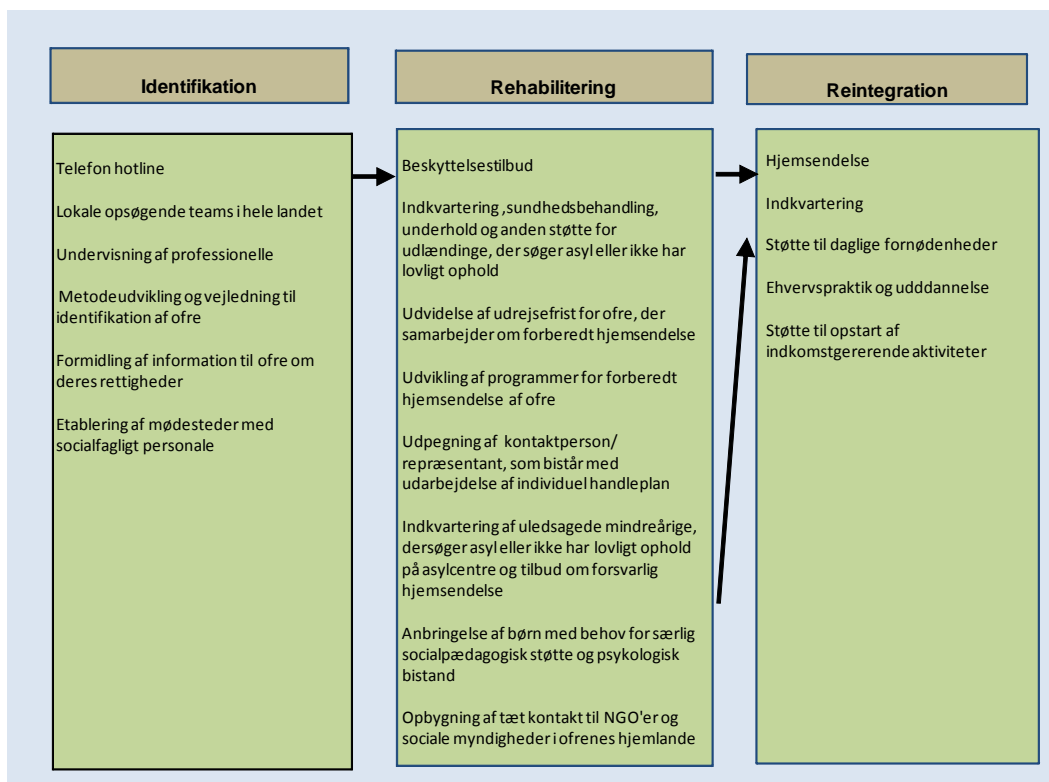 Identifikation
Telefon hotline
Lokale opsøgende teams i hele landet
Undervisning af professionelle
Metodeudvikling og vejledning til
identifikation af ofre
Formidling af information til ofre om
deres rettigheder
Etablering af mødesteder med
socialfagligt personale
Rehabilitering
Beskyttelsestilbud
Indkvartering ,sundhedsbehandling,
underhold og anden støtte for
udlændinge, der søger asyl eller ikke har
lovligt ophold
Udvidelse af udrejsefrist for ofre, der
samarbejder om forberedt hjemsendelse
Udvikling af programmer for forberedt
hjemsendelse af ofre
Udpegning af kontaktperson/
repræsentant, som bistår med
udarbejdelse af individuel handleplan
Indkvartering af uledsagede mindreårige,
dersøger asyl eller ikke har lovligt ophold
på asylcentre og tilbud om forsvarlig
hjemsendelse
Anbringelse af børn med behov for særlig
socialpædagogisk støtte og psykologisk
bistand
Opbygning af tæt kontakt til NGO'er og
sociale myndigheder i ofrenes hjemlande
Reintegration
Hjemsendelse
Indkvartering
Støtte til daglige fornødenheder
Ehvervspraktik og udddannelse
Støtte til opstart af
indkomstgererende aktiviteter